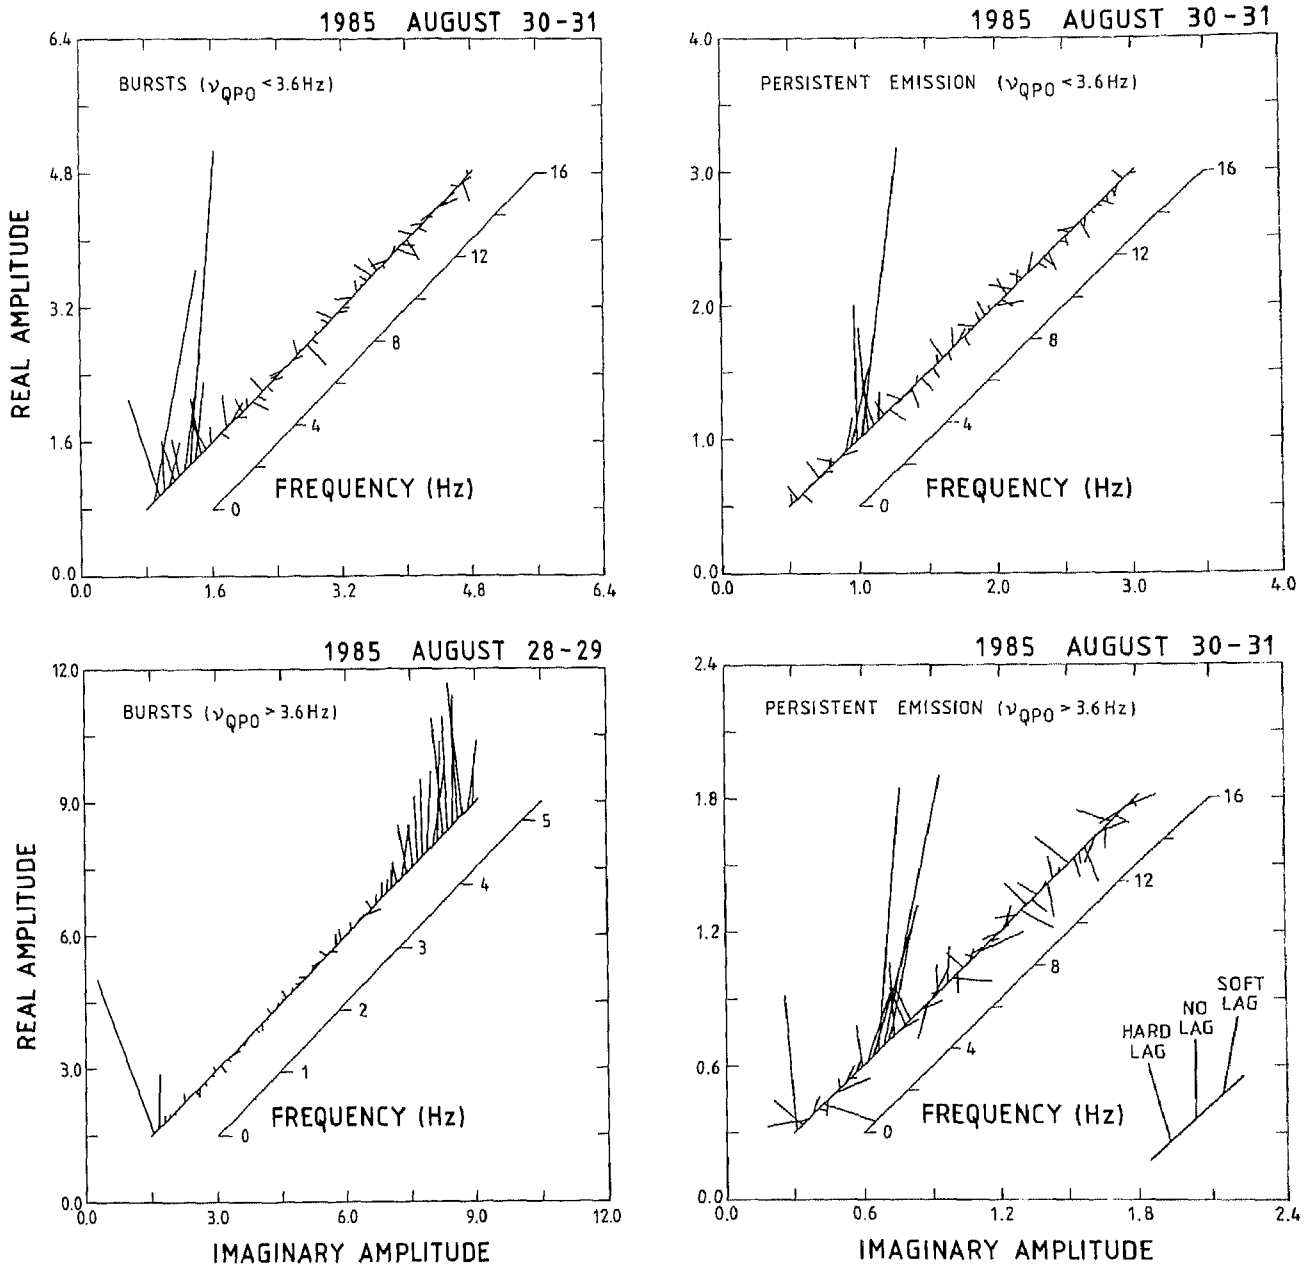 1985 AUGUST 30-31
BURSTS (νQPO < 3.6 Hz)
6.4
4.8
3.2
1.6
0.0
REAL AMPLITUDE
16
12
8
4
0
FREQUENCY (Hz)
0.0 1.6 3.2 4.8 6.4
1985 AUGUST 30-31
PERSISTENT EMISSION (νQPO < 3.6 Hz)
4.0
3.0
2.0
1.0
0.0
16
12
8
4
0
FREQUENCY (Hz)
0.0 1.0 2.0 3.0 4.0
1985 AUGUST 28-29
BURSTS (νQPO > 3.6 Hz)
12.0
9.0
6.0
3.0
0.0
REAL AMPLITUDE
5
4
3
2
1
0
FREQUENCY (Hz)
0.0 3.0 6.0 9.0 12.0
IMAGINARY AMPLITUDE
1985 AUGUST 30-31
PERSISTENT EMISSION (νQPO > 3.6 Hz)
2.4
1.8
1.2
0.6
0.0
16
12
8
4
0
FREQUENCY (Hz)
HARD LAG
NO LAG
SOFT LAG
0.0 0.6 1.2 1.8 2.4
IMAGINARY AMPLITUDE